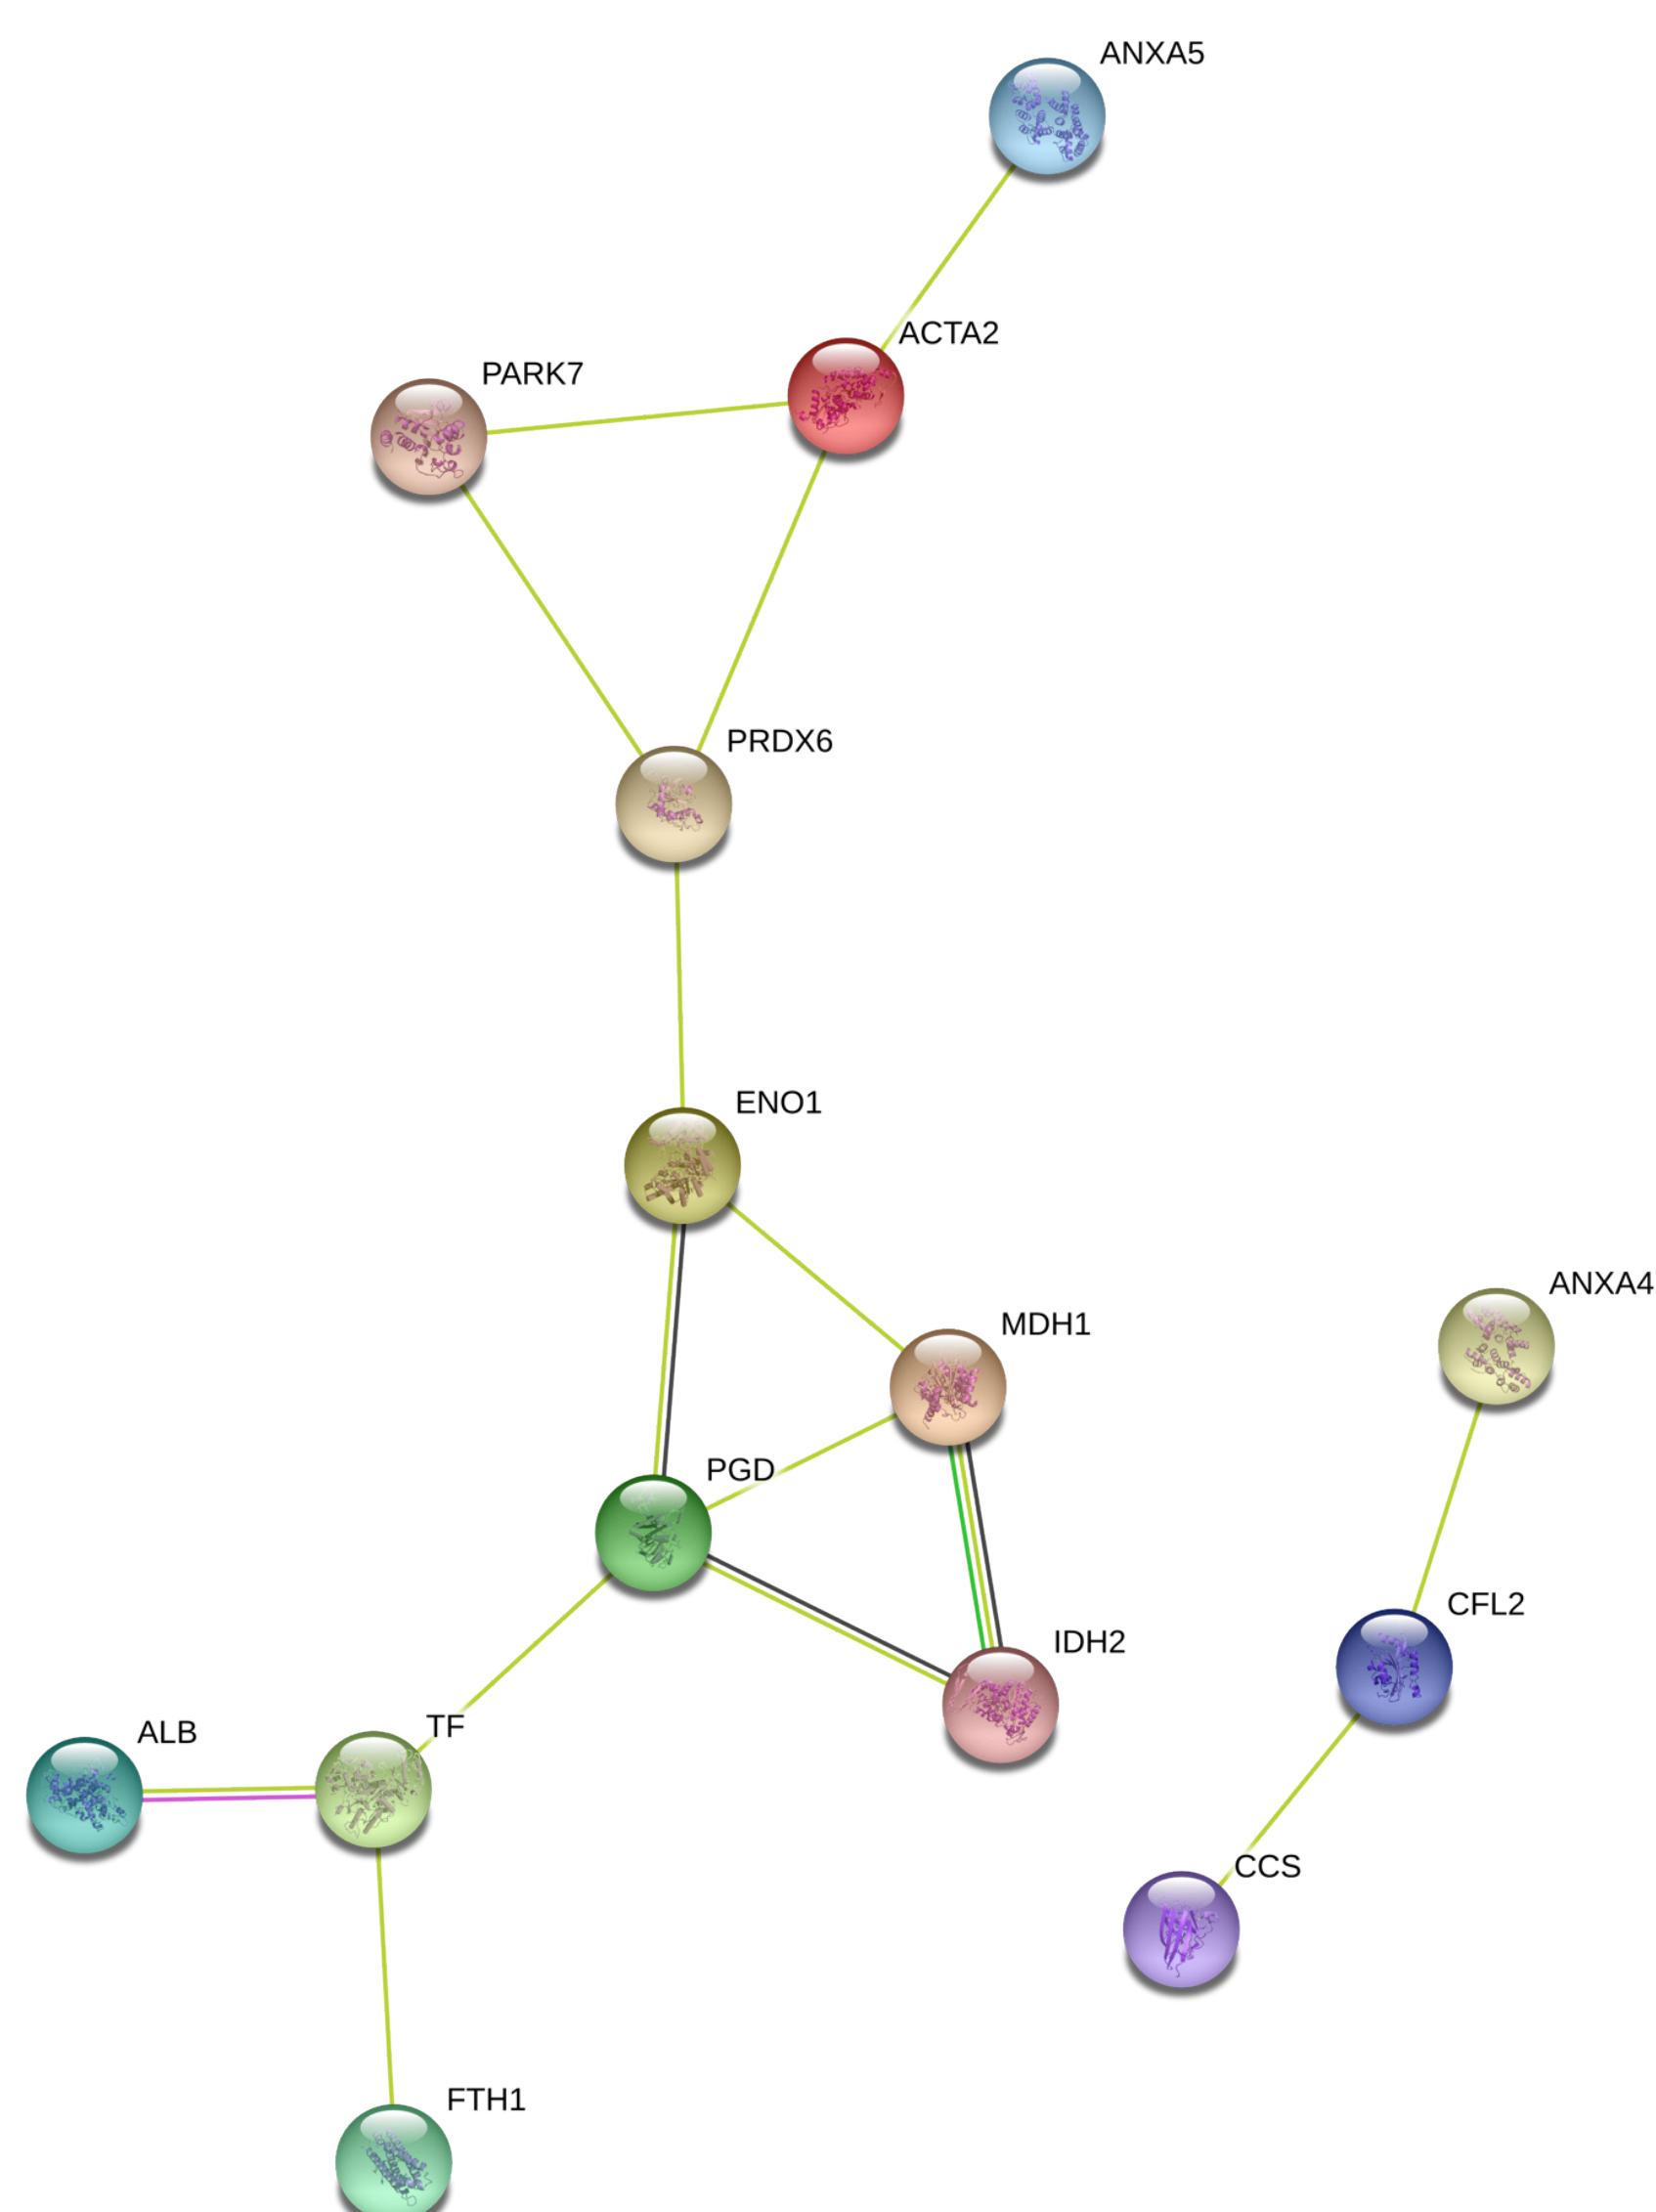 ANXA5
ACTA2
PARK7
PRDX6
ENO1
ANXA4
MDH1
PGD
CFL2
IDH2
TF
ALB
CCS
FTH1